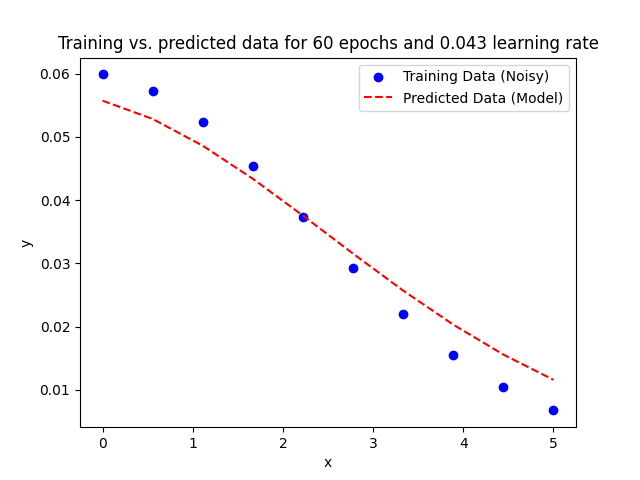 Training vs. predicted data for 60 epochs and 0.043 learning rate
Training Data (Noisy)
Predicted Data (Model)
0.06
0.05
0.04
0.03
0.02
0.01
y
0 1 2 3 4 5
x